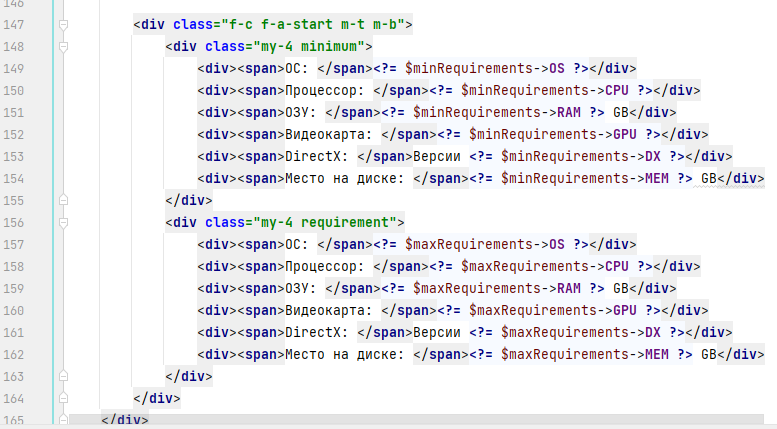 146
147 <div class="f-c f-a-start m-t m-b">
148 <div class="my-4 minimum">
149 <div><span>ОС: </span><?= $minRequirements->OS ?></div>
150 <div><span>Процессор: </span><?= $minRequirements->CPU ?></div>
151 <div><span>ОЗУ: </span><?= $minRequirements->RAM ?> GB</div>
152 <div><span>Видеокарта: </span><?= $minRequirements->GPU ?></div>
153 <div><span>DirectX: </span>Версии <?= $minRequirements->DX ?></div>
154 <div><span>Место на диске: </span><?= $minRequirements->MEM ?> GB</div>
155 </div>
156 <div class="my-4 requirement">
157 <div><span>ОС: </span><?= $maxRequirements->OS ?></div>
158 <div><span>Процессор: </span><?= $maxRequirements->CPU ?></div>
159 <div><span>ОЗУ: </span><?= $maxRequirements->RAM ?> GB</div>
160 <div><span>Видеокарта: </span><?= $maxRequirements->GPU ?></div>
161 <div><span>DirectX: </span>Версии <?= $maxRequirements->DX ?></div>
162 <div><span>Место на диске: </span><?= $maxRequirements->MEM ?> GB</div>
163 </div>
164 </div>
165 </div>